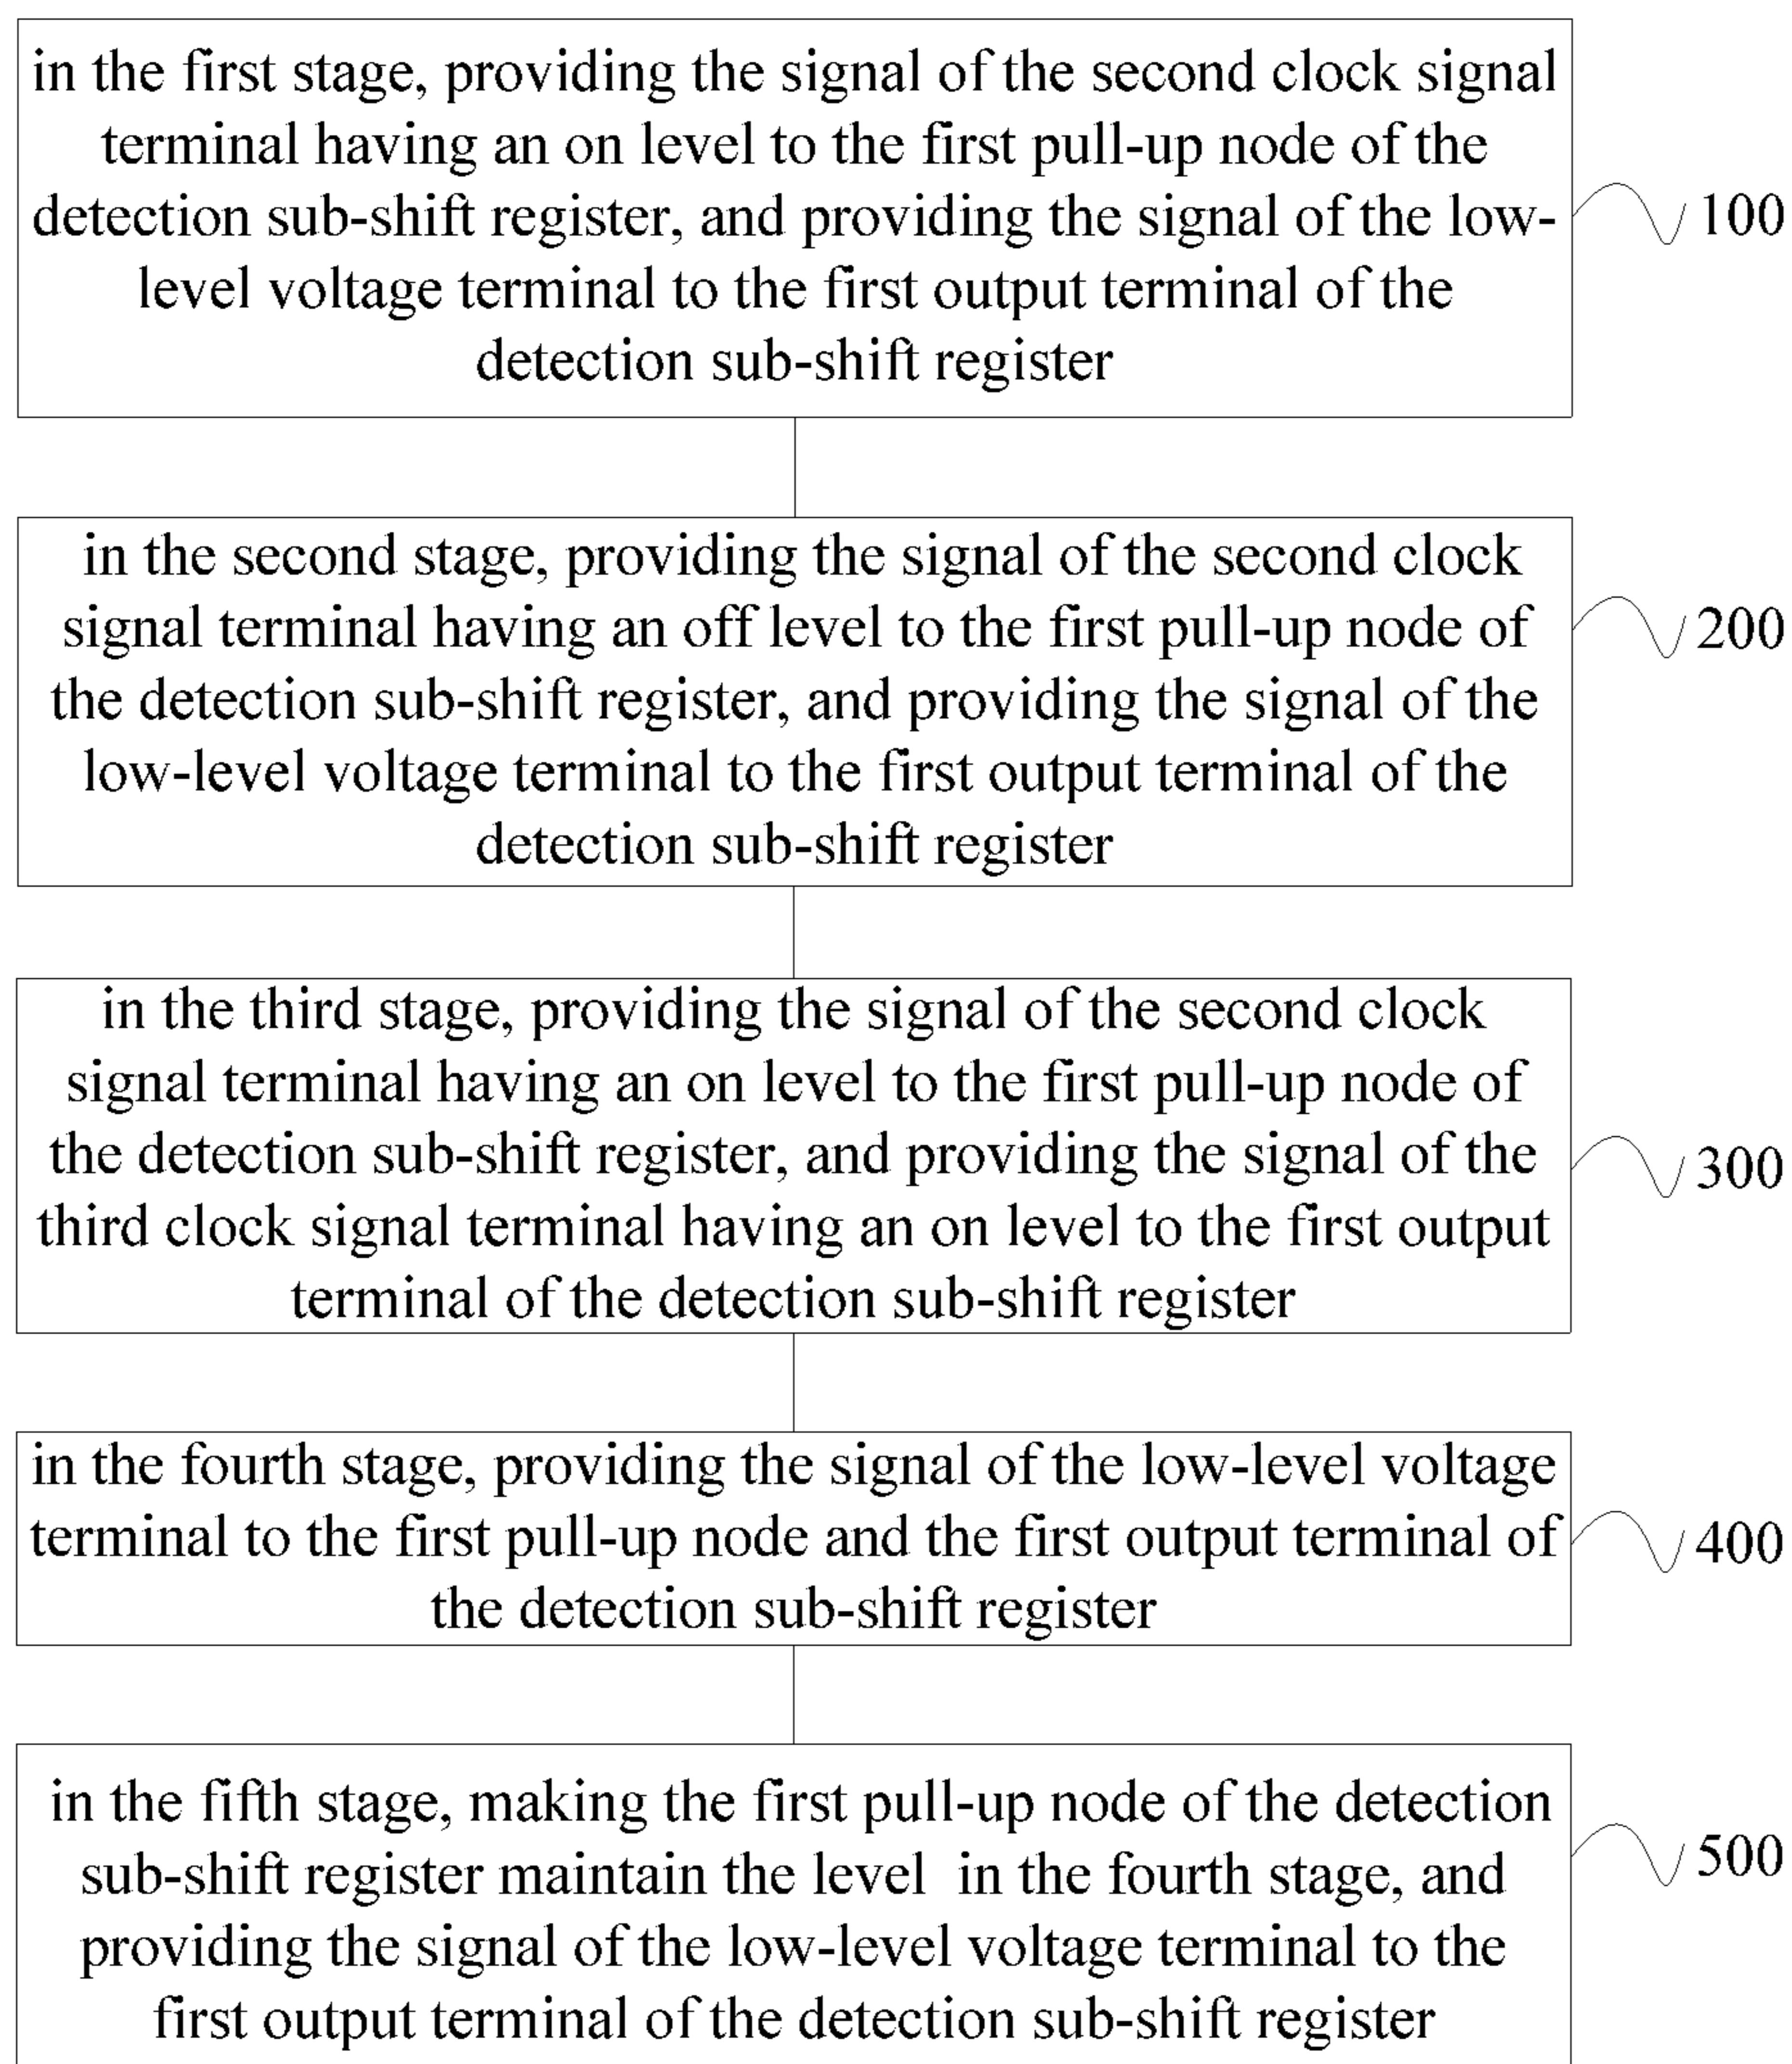 in the first stage, providing the signal of the second clock signal
terminal having an on level to the first pull-up node of the
detection sub-shift register, and providing the signal of the low-
level voltage terminal to the first output terminal of the
detection sub-shift register
100
in the second stage, providing the signal of the second clock
signal terminal having an off level to the first pull-up node of
the detection sub-shift register, and providing the signal of the
low-level voltage terminal to the first output terminal of the
detection sub-shift register
200
in the third stage, providing the signal of the second clock
signal terminal having an on level to the first pull-up node of
the detection sub-shift register, and providing the signal of the
third clock signal terminal having an on level to the first output
terminal of the detection sub-shift register
300
in the fourth stage, providing the signal of the low-level voltage
terminal to the first pull-up node and the first output terminal of
the detection sub-shift register
400
in the fifth stage, making the first pull-up node of the detection
sub-shift register maintain the level  in the fourth stage, and
providing the signal of the low-level voltage terminal to the
first output terminal of the detection sub-shift register
500